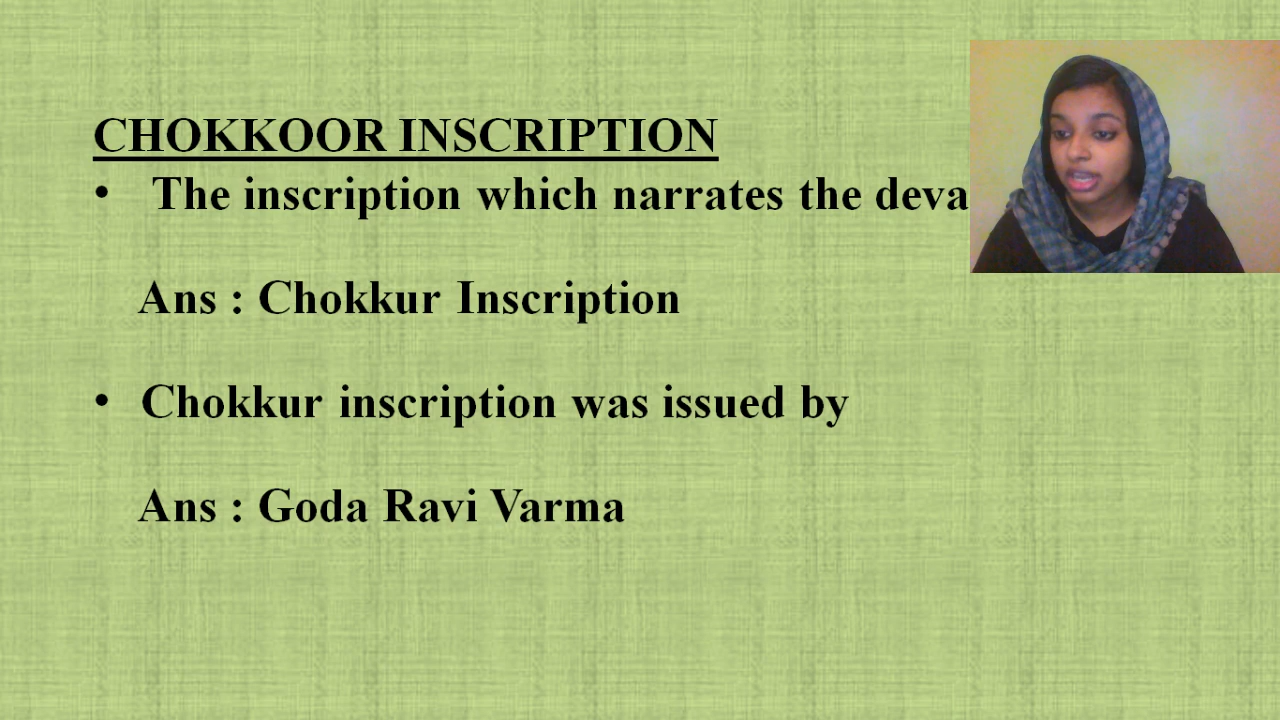 CHOKKOOR INSCRIPTION
• The inscription which narrates the deva
Ans : Chokkur Inscription
• Chokkur inscription was issued by
Ans : Goda Ravi Varma